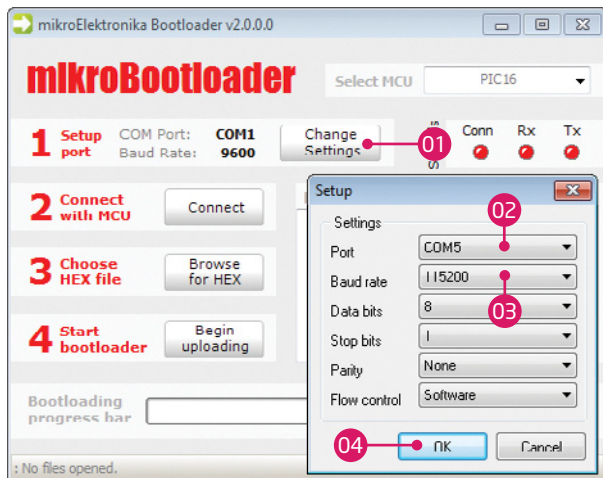 mikroElektronika Bootloader v2.0.0.0
mIkroBootloader
Select MCU
PIC16
1
Setup
port
COM Port: COM1
Baud Rate: 9600
Change
Settings
01
Conn Rx Tx
2
Connect
with MCU
Connect
3
Choose
HEX file
Browse
for HEX
4
Start
bootloader
Begin
uploading
Bootloading
progress bar
: No files opened.
Setup
Settings
02
Port COM5
Baud rate 115200
03
Data bits 8
Stop bits 1
Parity None
Flow control Software
04
OK
Cancel